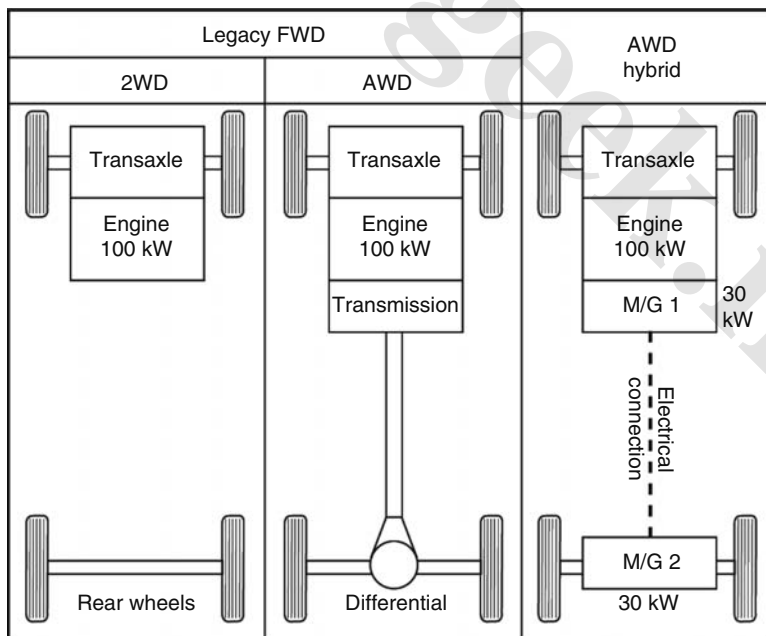 Legacy FWD
AWD
hybrid
2WD
AWD
Transaxle
Engine
100 kW
Rear wheels
Transaxle
Engine
100 kW
Transmission
Differential
Transaxle
Engine
100 kW
M/G 1
30
kW
Electrical
connection
M/G 2
30 kW
geek.